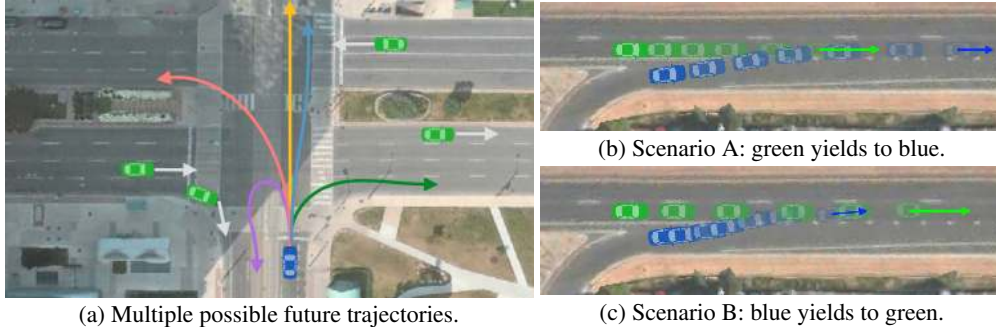 (a) Multiple possible future trajectories.
(b) Scenario A: green yields to blue.
(c) Scenario B: blue yields to green.